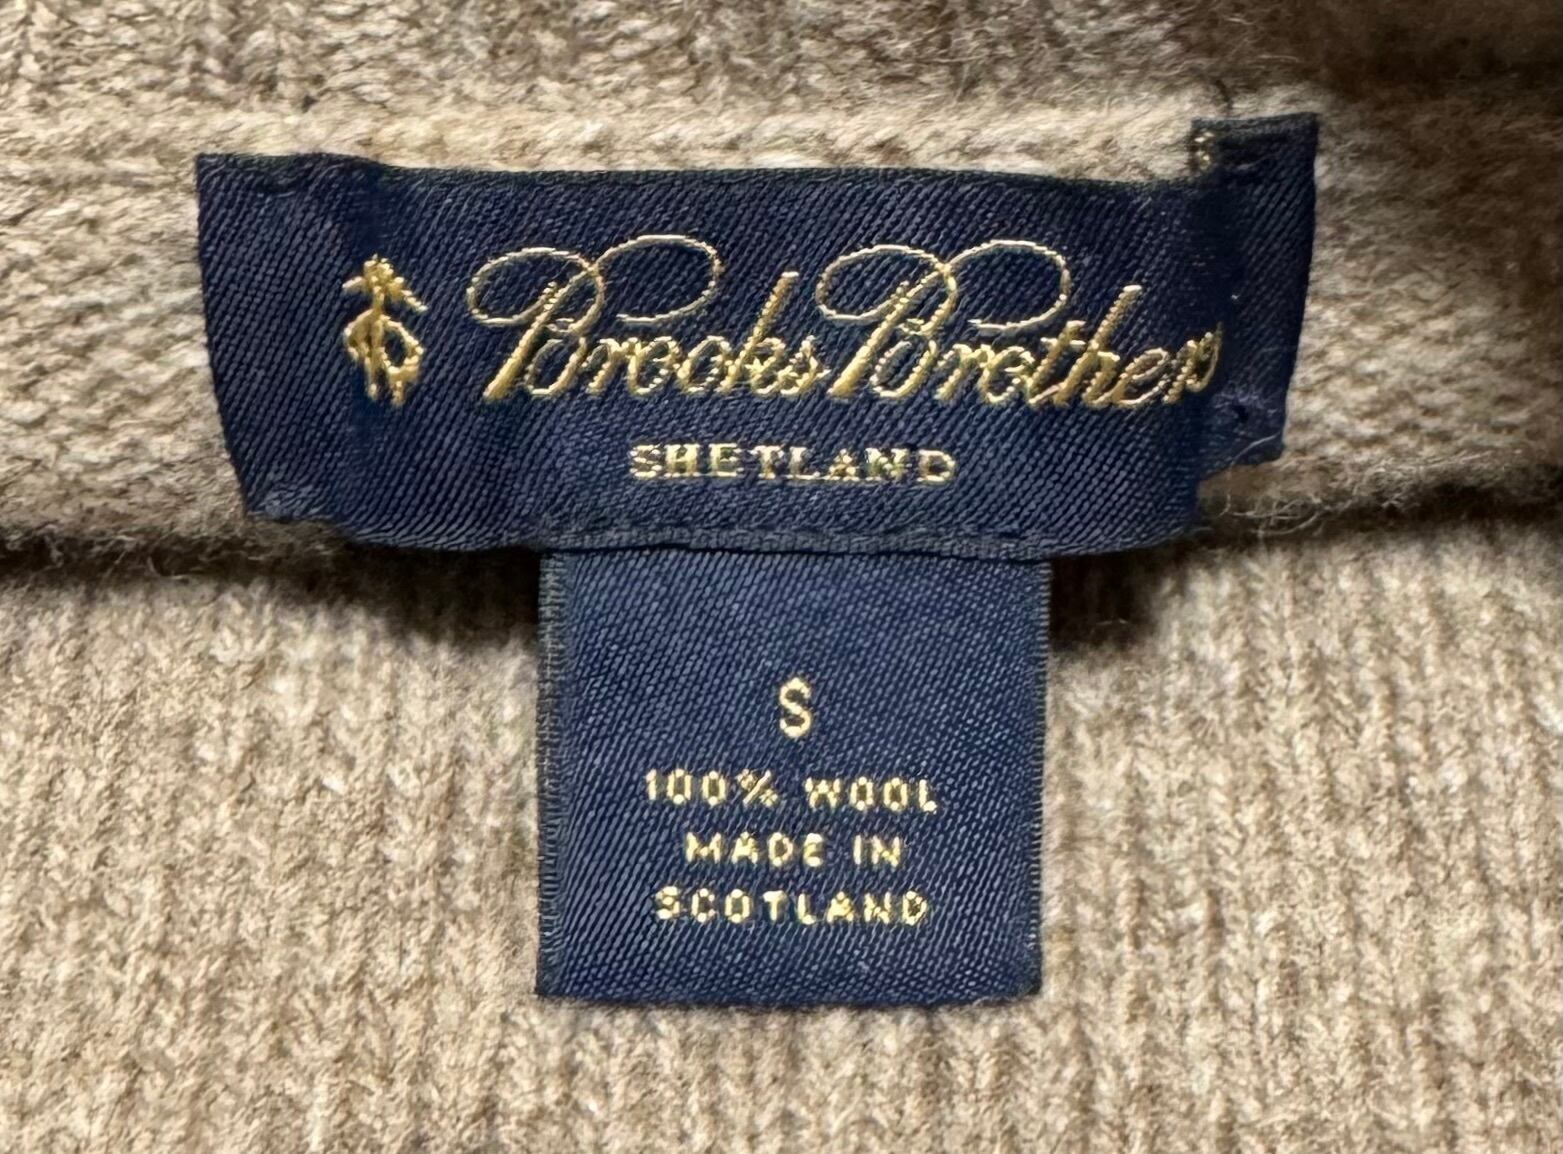 Brooks Brothers
SHETLAND
S
100% WOOL
MADE IN
SCOTLAND